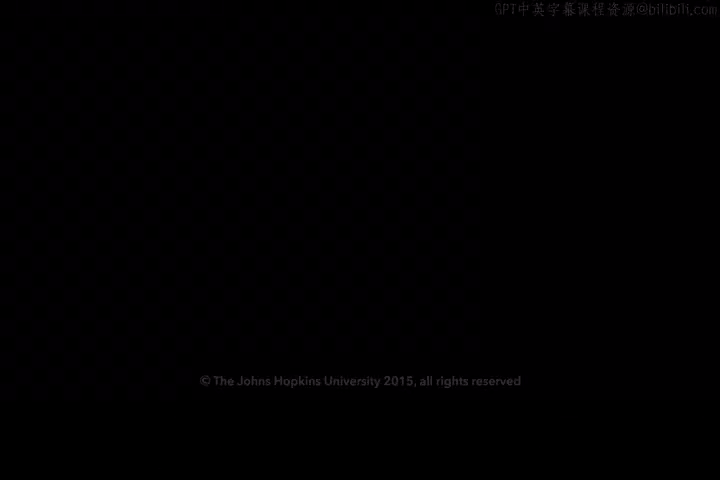 GPT中英字幕课程资源@bilibili.com
© The Johns Hopkins University 2015, all rights reserved